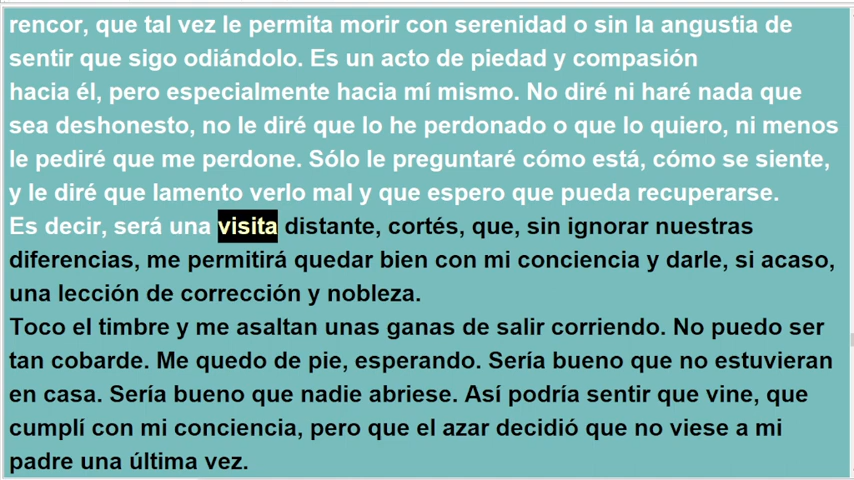 rencor, que tal vez le permita morir con serenidad o sin la angustia de
sentir que sigo odiándolo. Es un acto de piedad y compasión
hacia él, pero especialmente hacia mí mismo. No diré ni haré nada que
sea deshonesto, no le diré que lo he perdonado o que lo quiero, ni menos
le pediré que me perdone. Sólo le preguntaré cómo está, cómo se siente,
y le diré que lamento verlo mal y que espero que pueda recuperarse.
Es decir, será una visita distante, cortés, que, sin ignorar nuestras
diferencias, me permitirá quedar bien con mi conciencia y darle, si acaso,
una lección de corrección y nobleza.
Toco el timbre y me asaltan unas ganas de salir corriendo. No puedo ser
tan cobarde. Me quedo de pie, esperando. Sería bueno que no estuvieran
en casa. Sería bueno que nadie abriese. Así podría sentir que vine, que
cumplí con mi conciencia, pero que el azar decidió que no viese a mi
padre una última vez.